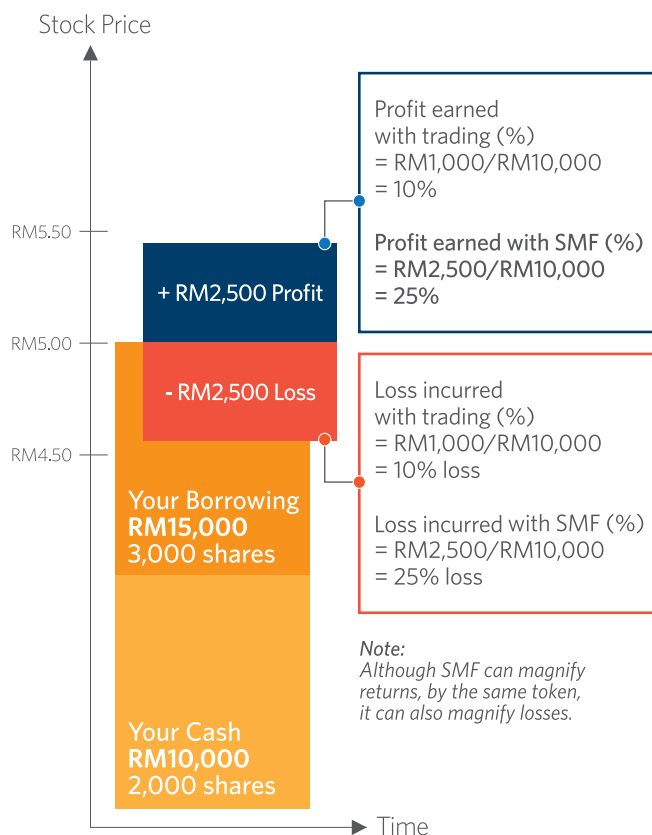 Stock Price
Profit earned
with trading (%)
= RM1,000/RM10,000
= 10%
Profit earned with SMF (%)
= RM2,500/RM10,000
= 25%
RM5.50
+ RM2,500 Profit
RM5.00
- RM2,500 Loss
RM4.50
Loss incurred
with trading (%)
= RM1,000/RM10,000
= 10% loss
Loss incurred with SMF (%)
= RM2,500/RM10,000
= 25% loss
Your Borrowing
RM15,000
3,000 shares
Note:
Although SMF can magnify
returns, by the same token,
it can also magnify losses.
Your Cash
RM10,000
2,000 shares
Time